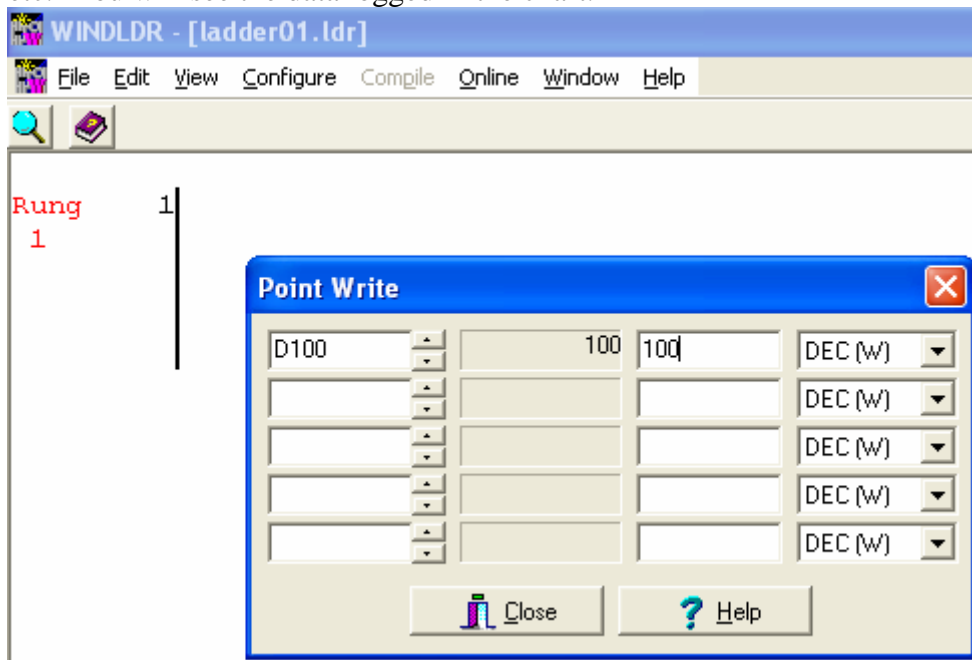 WINDLDR - [ladder01.ldr]
File Edit View Configure Compile Online Window Help
Rung 1
1
Point Write
D100 100 100 DEC (W)
DEC (W)
DEC (W)
DEC (W)
DEC (W)
Close ? Help